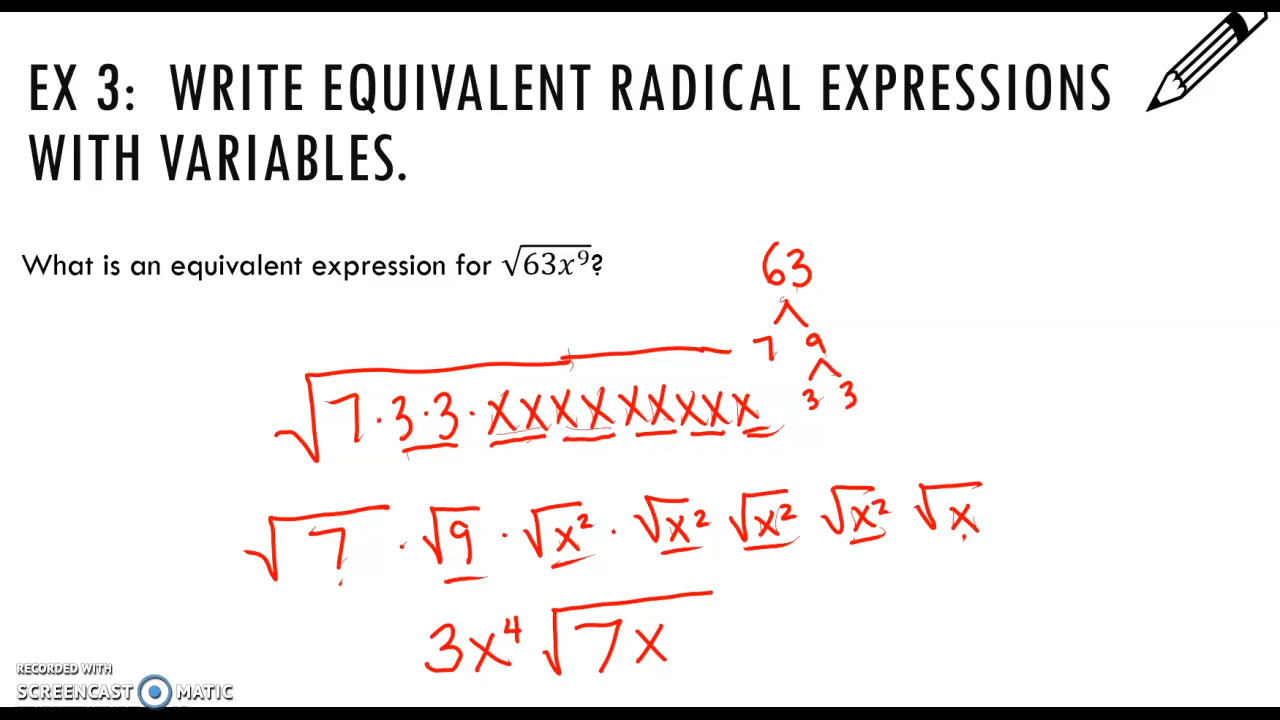 EX 3: WRITE EQUIVALENT RADICAL EXPRESSIONS
WITH VARIABLES.
What is an equivalent expression for √63x⁹?
63
7 9
3 3
√7·3·3·xxxxxxxxx
√7 · √9 · √x² · √x² √x² √x² √x
3x⁴ √7x
RECORDED WITH
SCREENCAST MATIC